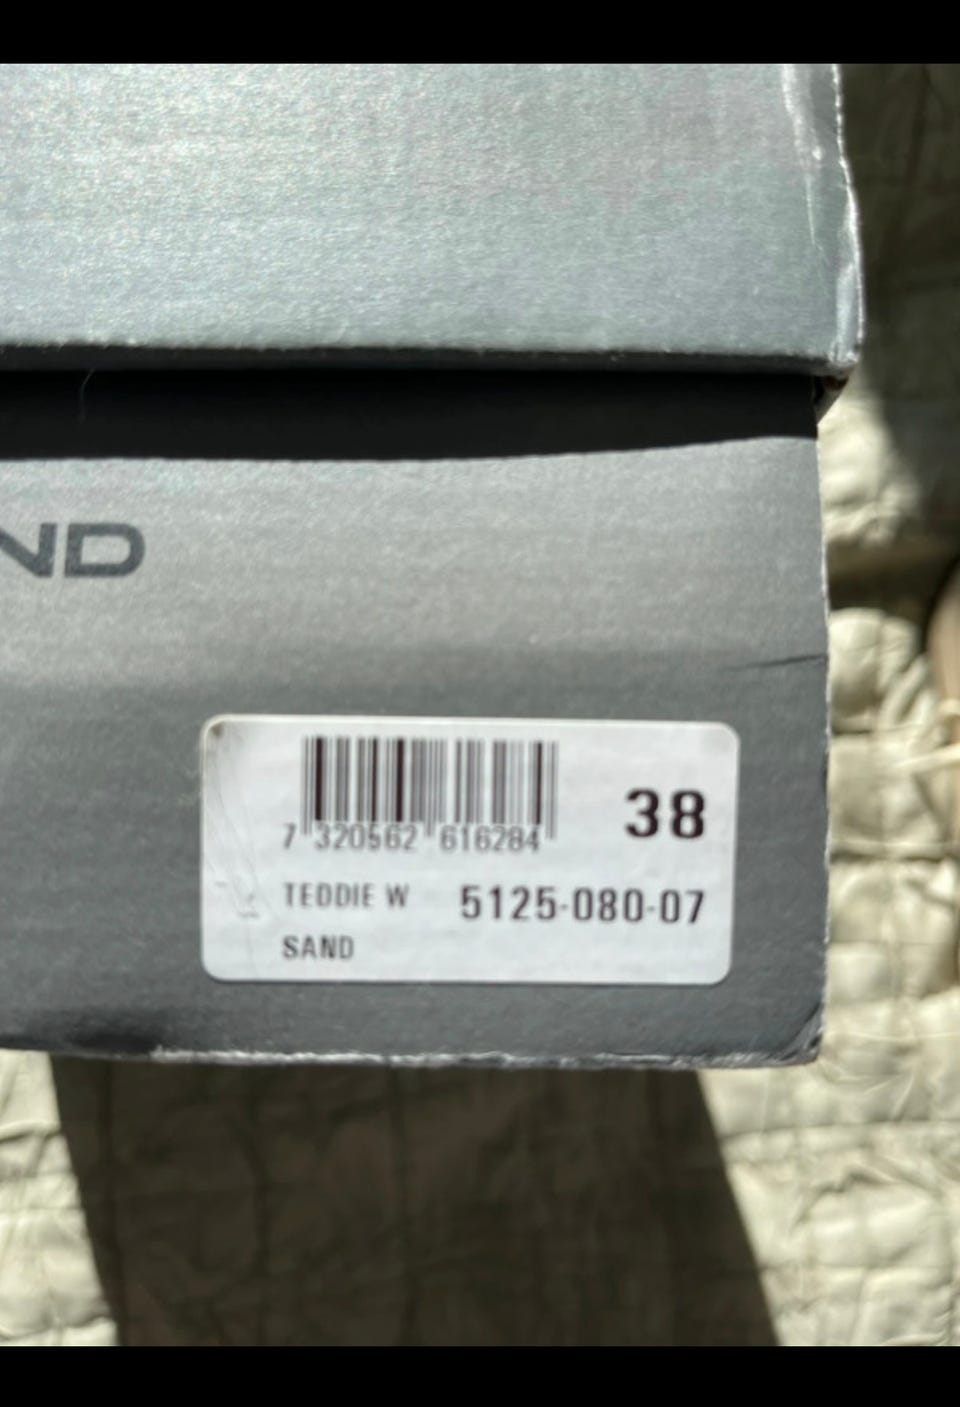 ND
38
7 320562 616284
TEDDIE W 5125-080-07
SAND